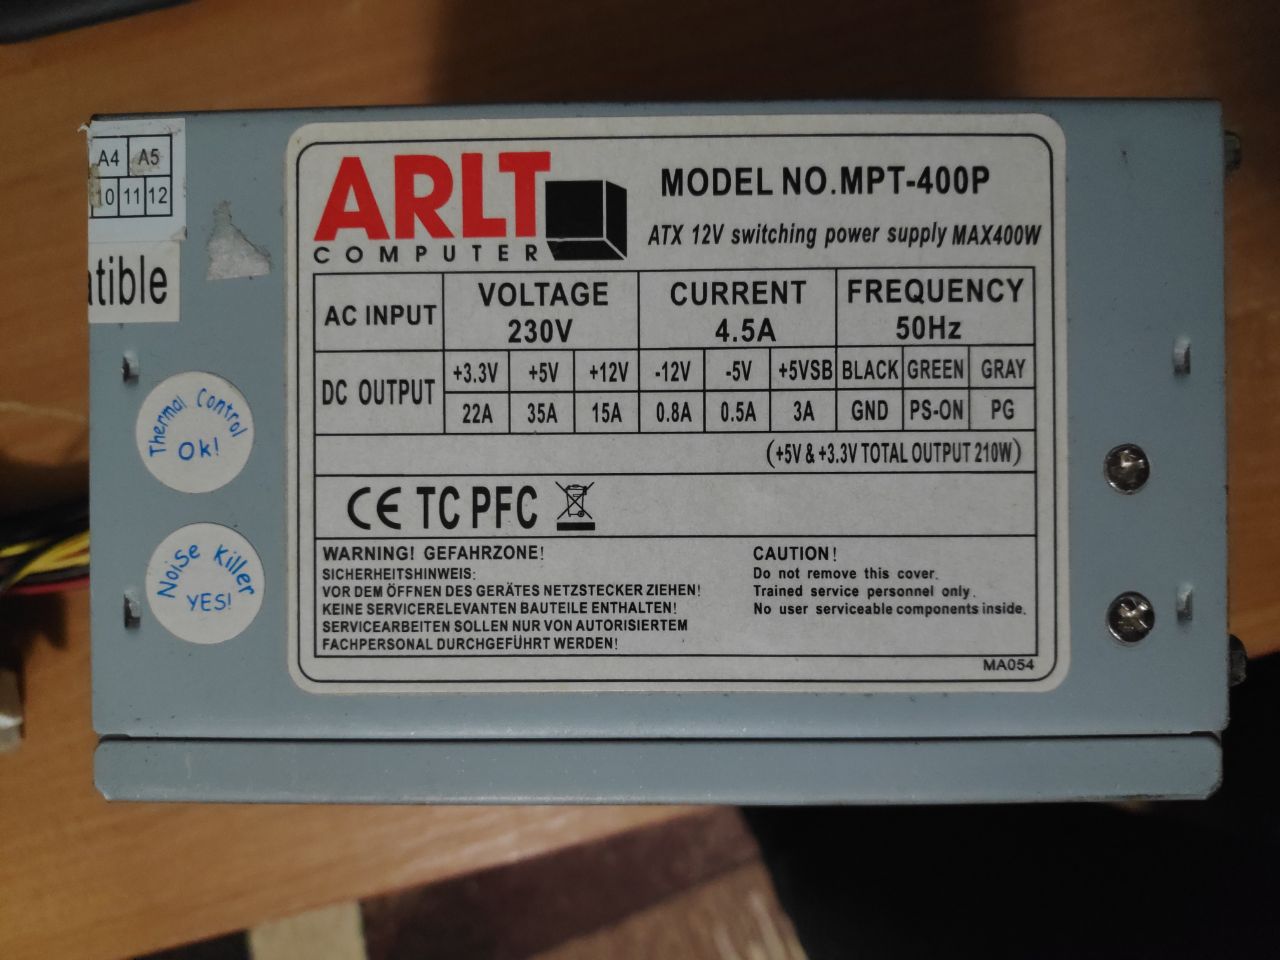 A4 A5
10 11 12
atible
Thermal Control
Ok!
Noise Killer
YES!
ARLT
COMPUTER
MODEL NO.MPT-400P
ATX 12V switching power supply MAX400W
AC INPUT
VOLTAGE
230V
CURRENT
4.5A
FREQUENCY
50Hz
DC OUTPUT
+3.3V +5V +12V -12V -5V +5VSB BLACK GREEN GRAY
22A 35A 15A 0.8A 0.5A 3A GND PS-ON PG
(+5V & +3.3V TOTAL OUTPUT 210W)
CE TC PFC
WARNING! GEFAHRZONE!
SICHERHEITSHINWEIS:
VOR DEM ÖFFNEN DES GERÄTES NETZSTECKER ZIEHEN!
KEINE SERVICERELEVANTEN BAUTEILE ENTHALTEN!
SERVICEARBEITEN SOLLEN NUR VON AUTORISIERTEM
FACHPERSONAL DURCHGEFÜHRT WERDEN!
CAUTION!
Do not remove this cover.
Trained service personnel only.
No user serviceable components inside.
MA054